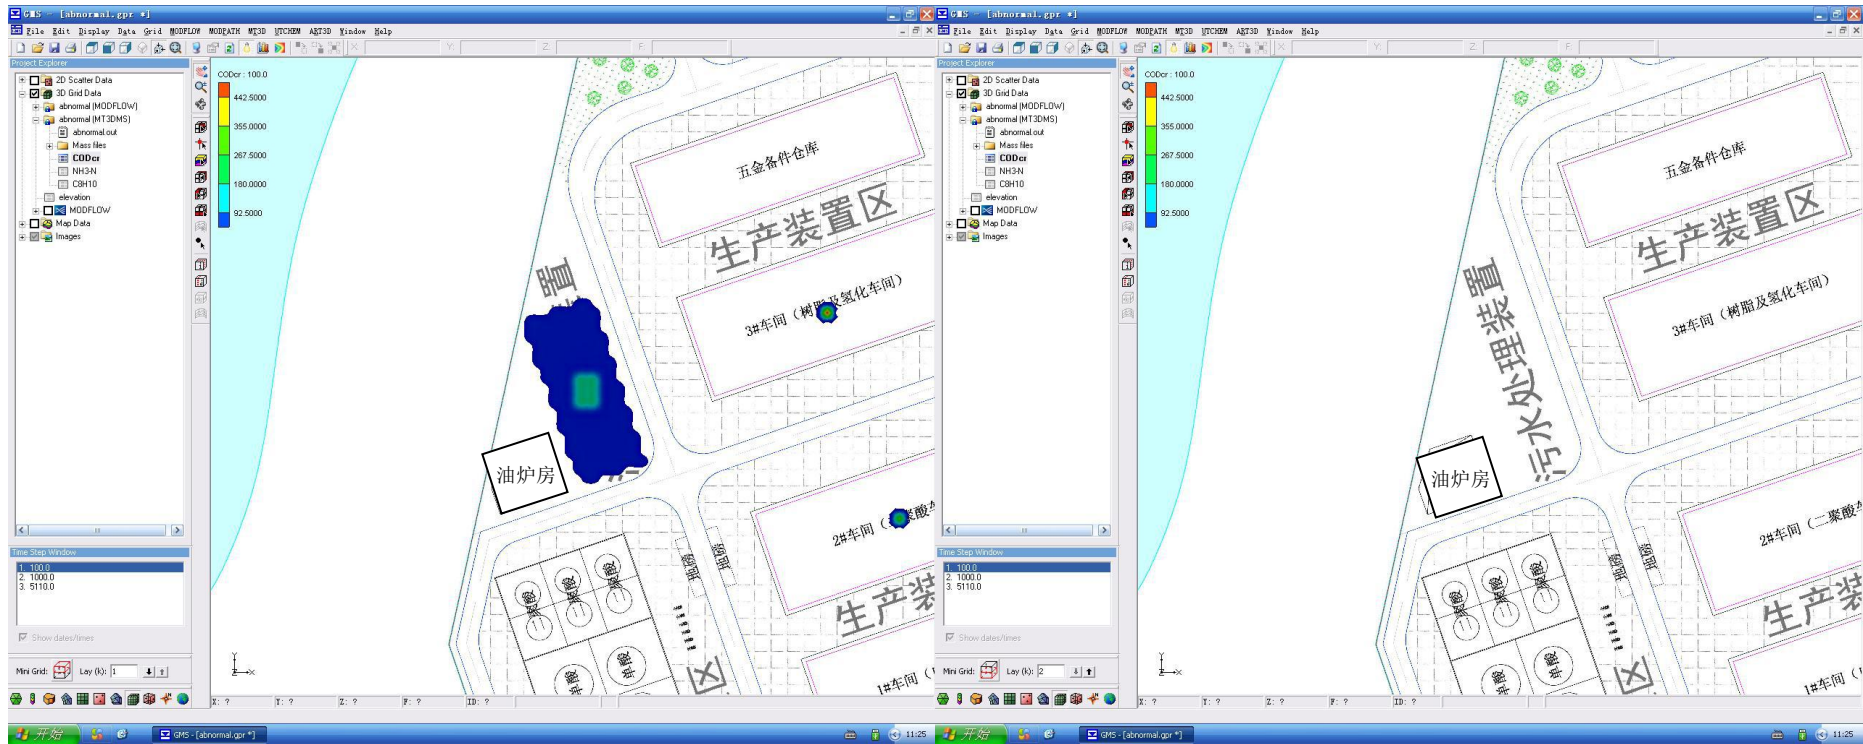 GMS - [abnormal.gpr *]
File Edit Display Data Grid MODFLOW MODPATH MT3D UTCHEM ART3D Window Help
X: Y: Z: F:
Project Explorer
2D Scatter Data
3D Grid Data
abnormal (MODFLOW)
abnormal (MT3DMS)
abnormal.out
Mass files
CODcr
NH3-N
C8H10
elevation
MODFLOW
Map Data
Images
Time Step Window
1. 100.0
2. 1000.0
3. 5110.0
Show dates/times
Mini Grid: Lay (k): 1
CODcr : 100.0
442.5000
355.0000
267.5000
180.0000
92.5000
五金备件仓库
生产装置区
3#车间（树脂及氢化车间）
置
油炉房
2#车间（
聚酸车
生产装
1#车间（
区
X: ? Y: ? Z: ? F: ? ID: ?
开始
GMS - [abnormal.gpr *]
11:25
GMS - [abnormal.gpr *]
File Edit Display Data Grid MODFLOW MODPATH MT3D UTCHEM ART3D Window Help
X: Y: Z: F:
Project Explorer
2D Scatter Data
3D Grid Data
abnormal (MODFLOW)
abnormal (MT3DMS)
abnormal.out
Mass files
CODcr
NH3-N
C8H10
elevation
MODFLOW
Map Data
Images
Time Step Window
1. 100.0
2. 1000.0
3. 5110.0
Show dates/times
Mini Grid: Lay (k): 2
CODcr : 100.0
442.5000
355.0000
267.5000
180.0000
92.5000
五金备件仓库
生产装置区
3#车间（树脂及氢化车间）
污水处理装置
油炉房
2#车间（二聚酸
生产
1#车间（
区
X: ? Y: ? Z: ? F: ? ID: ?
开始
GMS - [abnormal.gpr *]
11:25